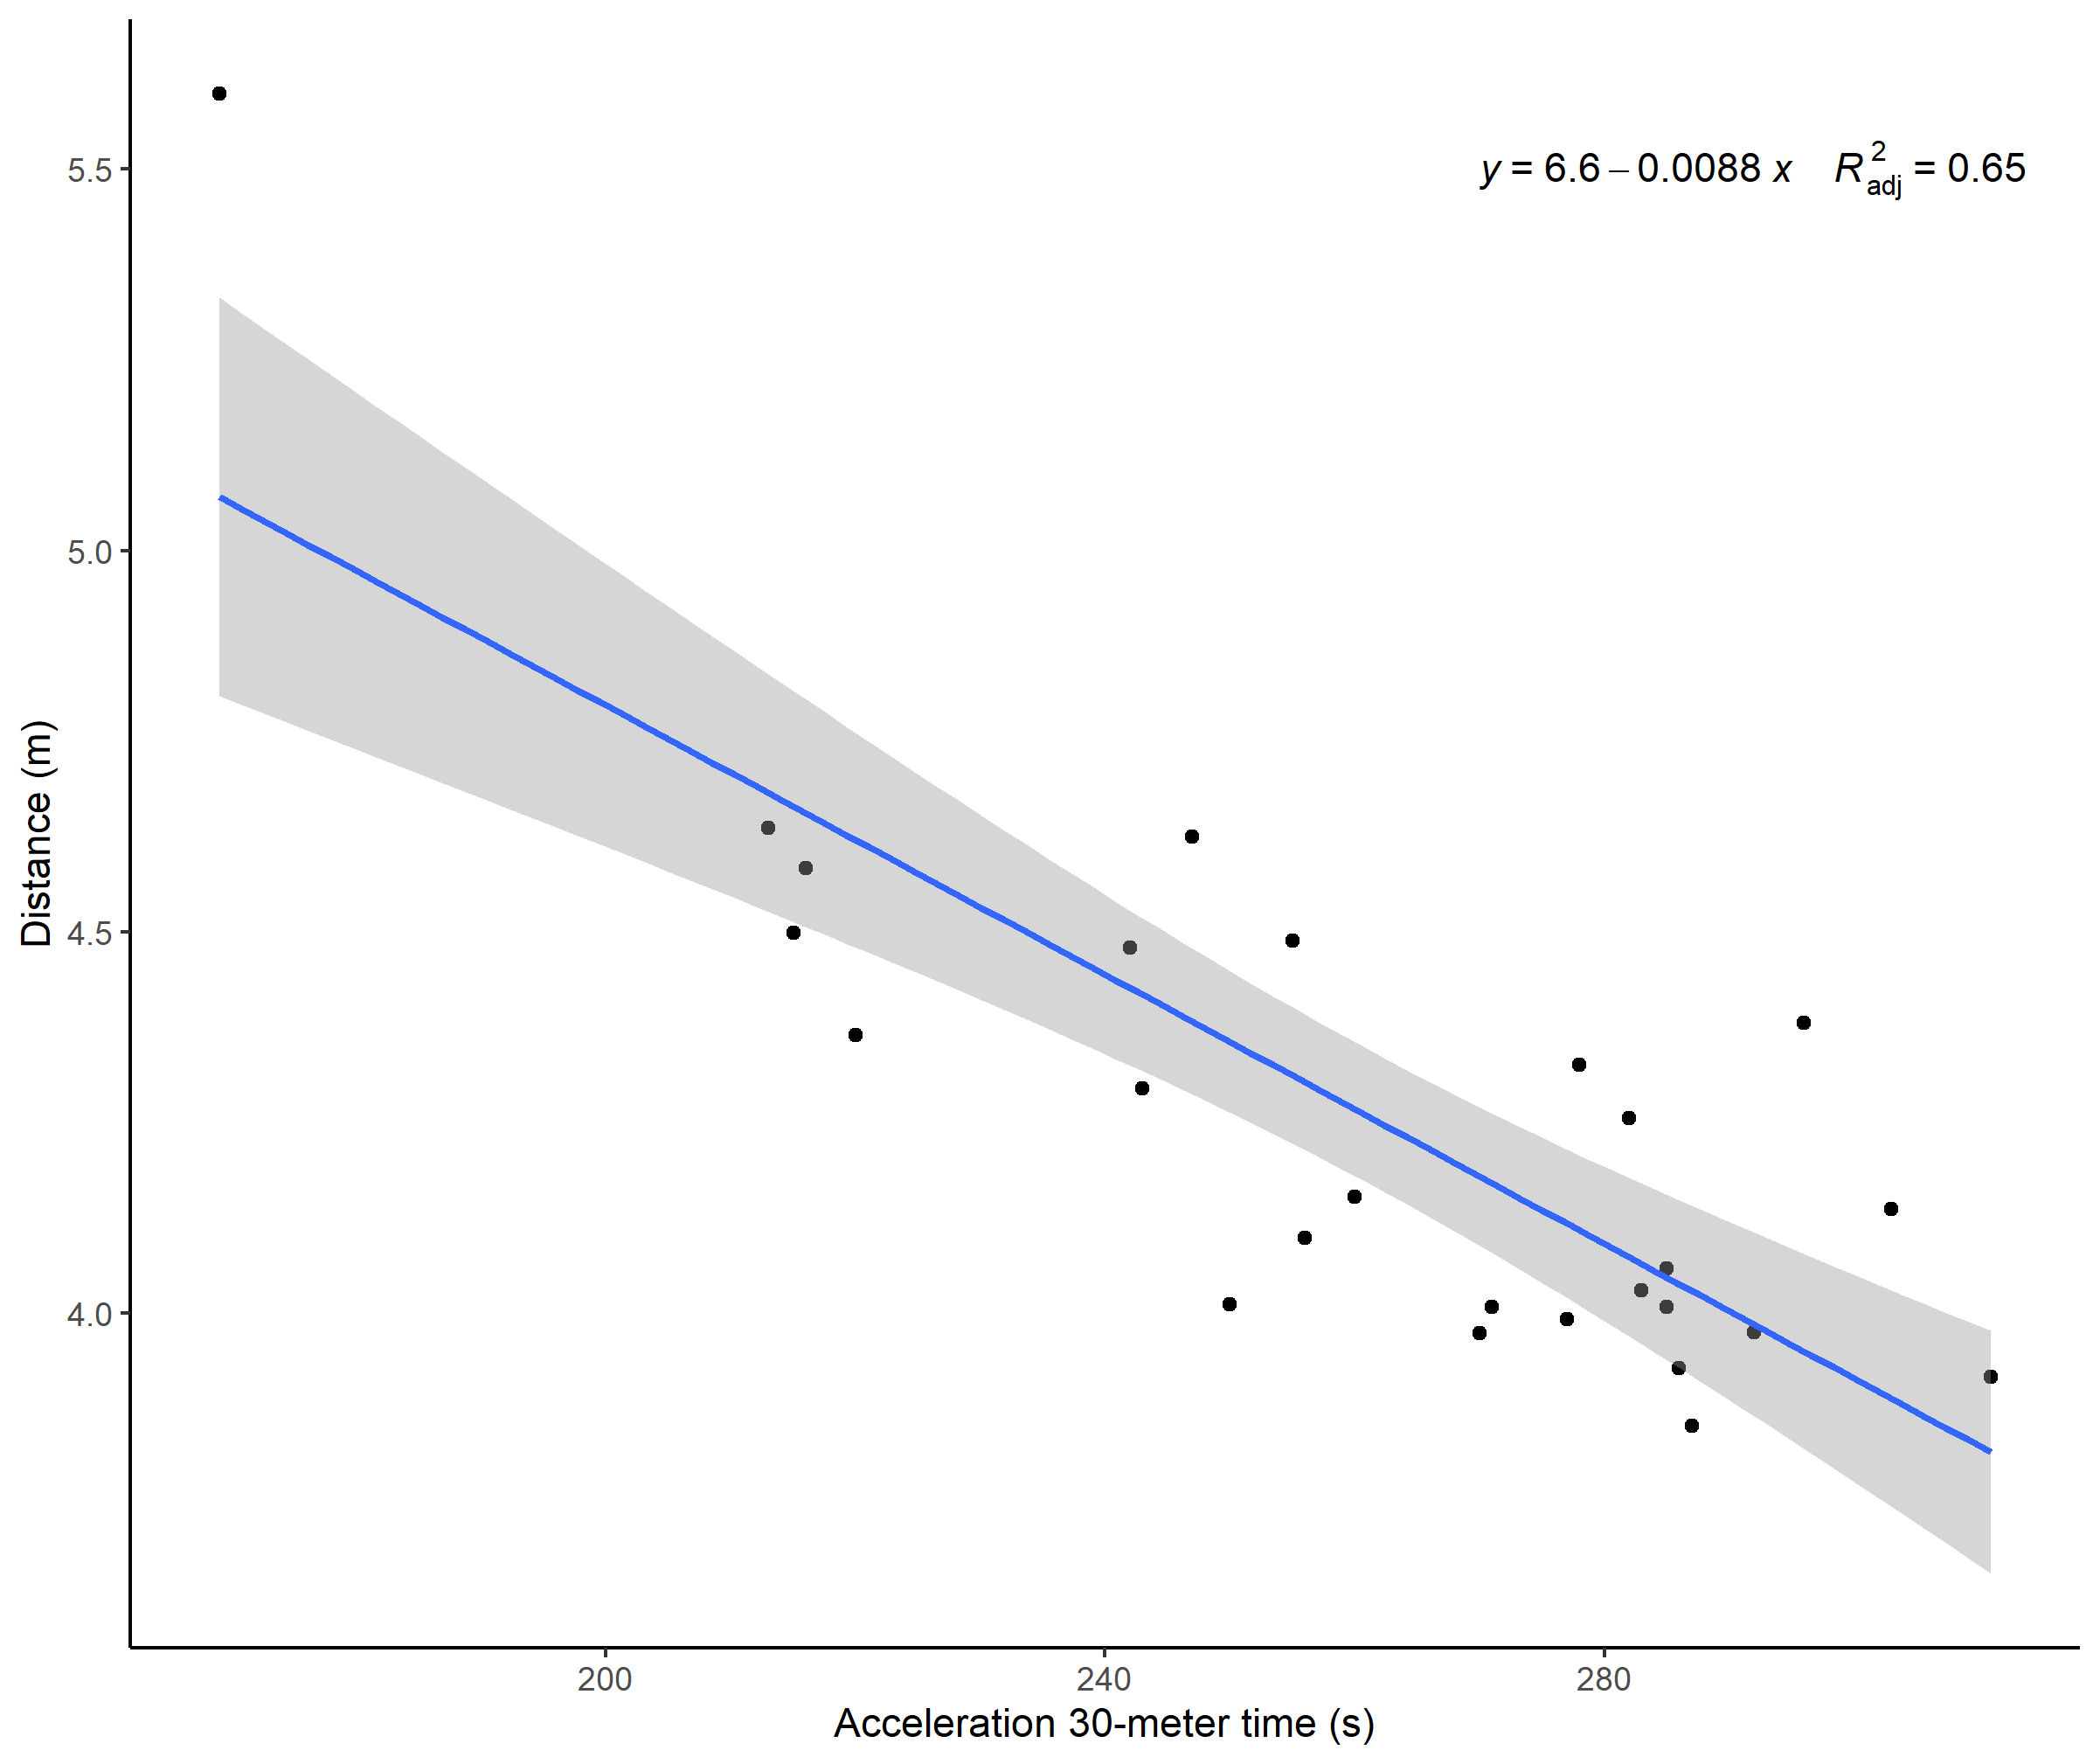 y = 6.6 – 0.0088 x R²adj = 0.65
5.5
5.0
4.5
4.0
Distance (m)
200 240 280
Acceleration 30-meter time (s)